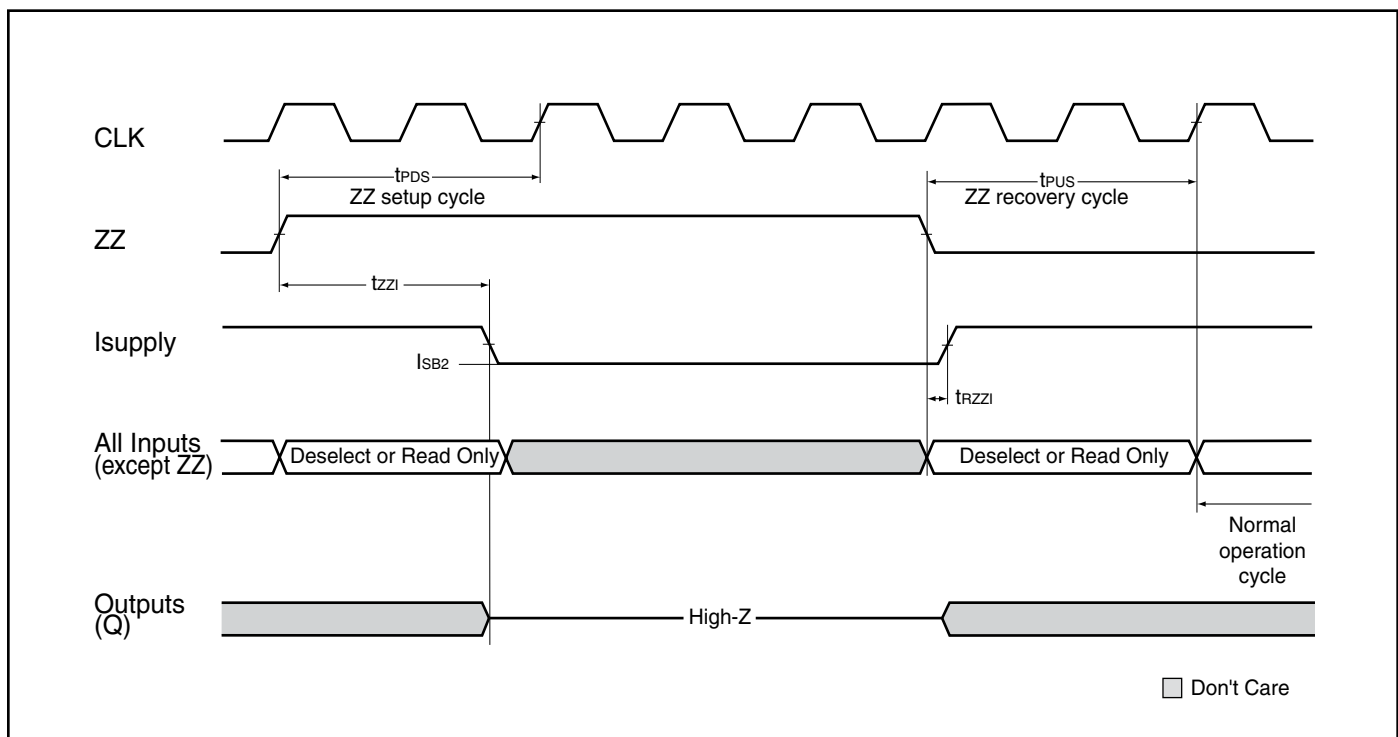 CLK
tPDS
ZZ setup cycle
tPUS
ZZ recovery cycle
ZZ
tZZI
Isupply
ISB2
tRZZI
All Inputs
(except ZZ)
Deselect or Read Only
Deselect or Read Only
Normal
operation
cycle
Outputs
(Q)
High-Z
Don't Care